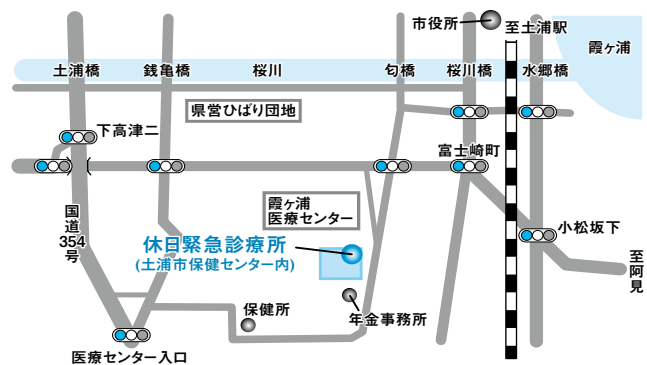 市役所
至土浦駅
霞ヶ浦
土浦橋
銭亀橋
桜川
匂橋
桜川橋
水郷橋
県営ひばり団地
下高津二
富士崎町
霞ヶ浦
医療センター
国道354号
小松坂下
休日緊急診療所
(土浦市保健センター内)
至阿見
保健所
年金事務所
医療センター入口